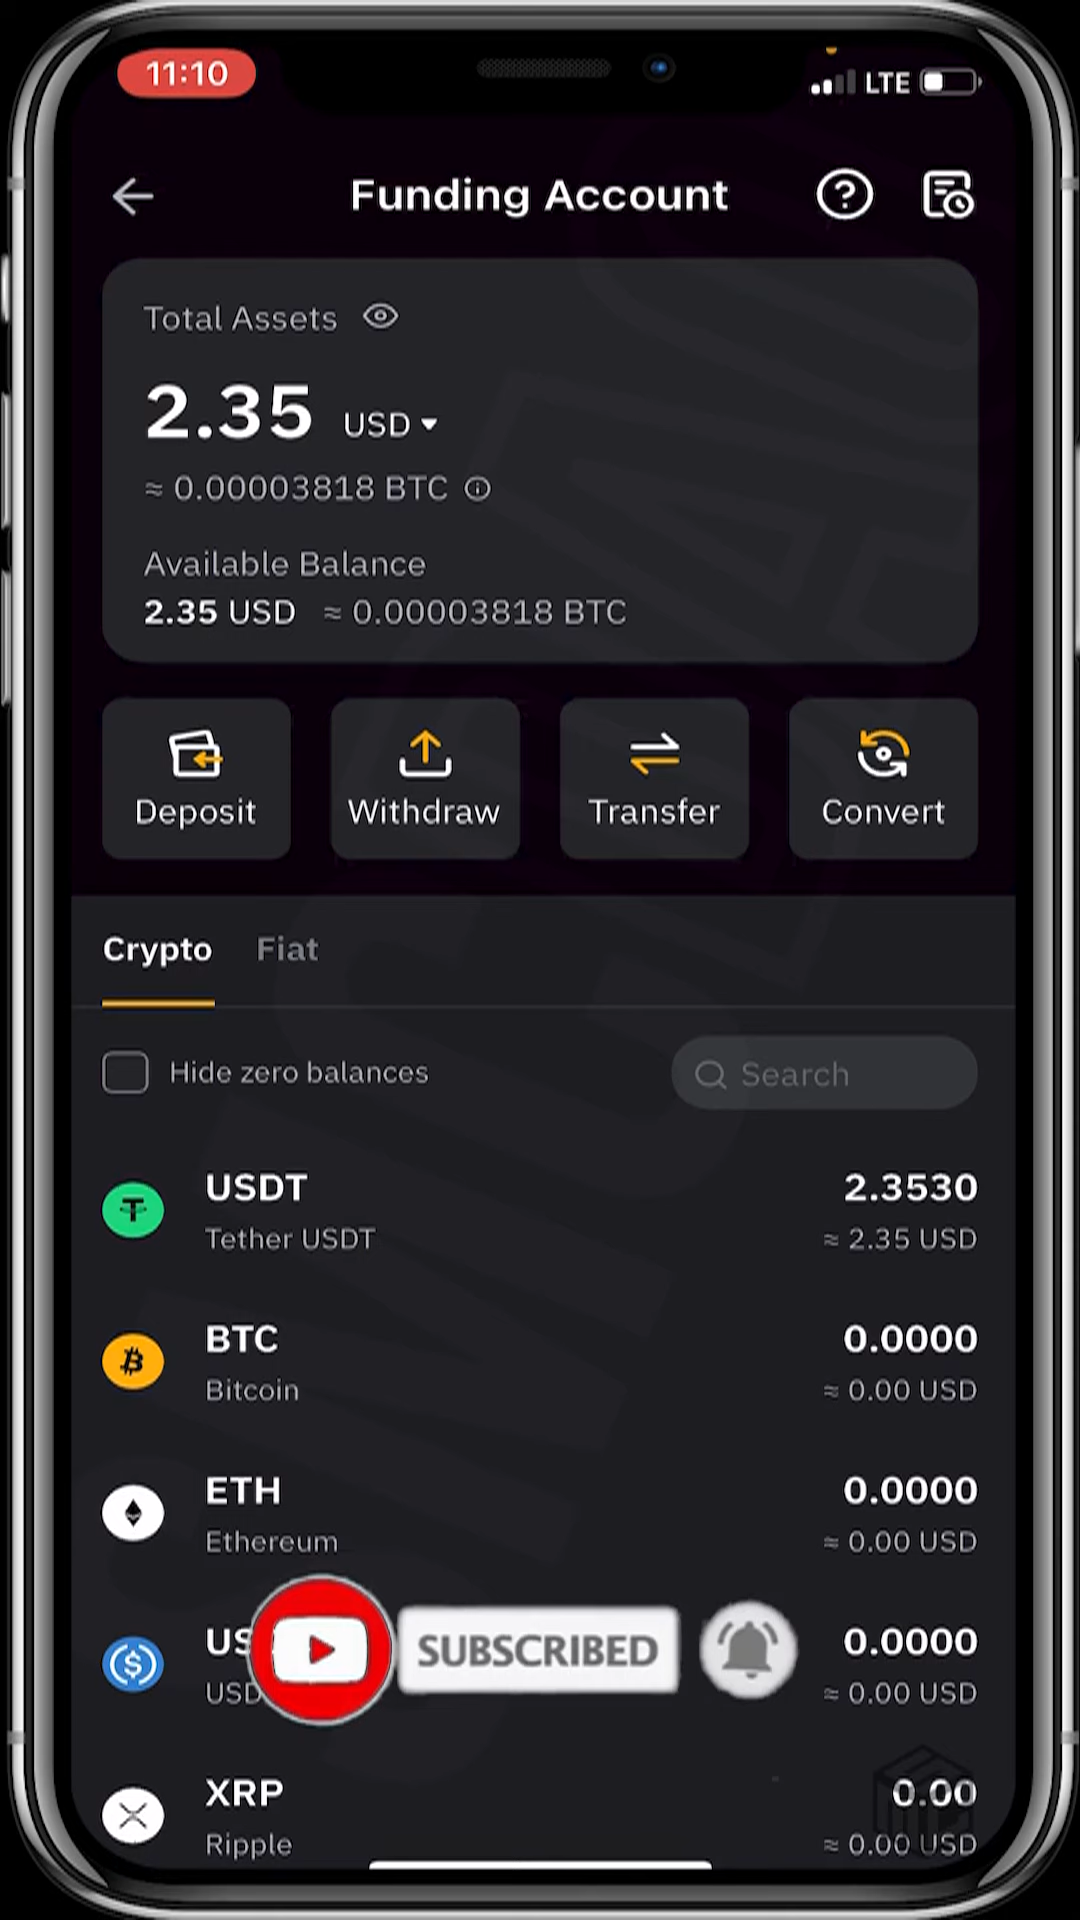 11:10
LTE
Funding Account
Total Assets
2.35 USD
≈ 0.00003818 BTC
Available Balance
2.35 USD ≈ 0.00003818 BTC
Deposit
Withdraw
Transfer
Convert
Crypto
Fiat
Hide zero balances
Search
USDT
2.3530
Tether USDT
≈ 2.35 USD
BTC
0.0000
Bitcoin
≈ 0.00 USD
ETH
0.0000
Ethereum
≈ 0.00 USD
US
0.0000
SUBSCRIBED
USD
≈ 0.00 USD
XRP
0.00
Ripple
≈ 0.00 USD